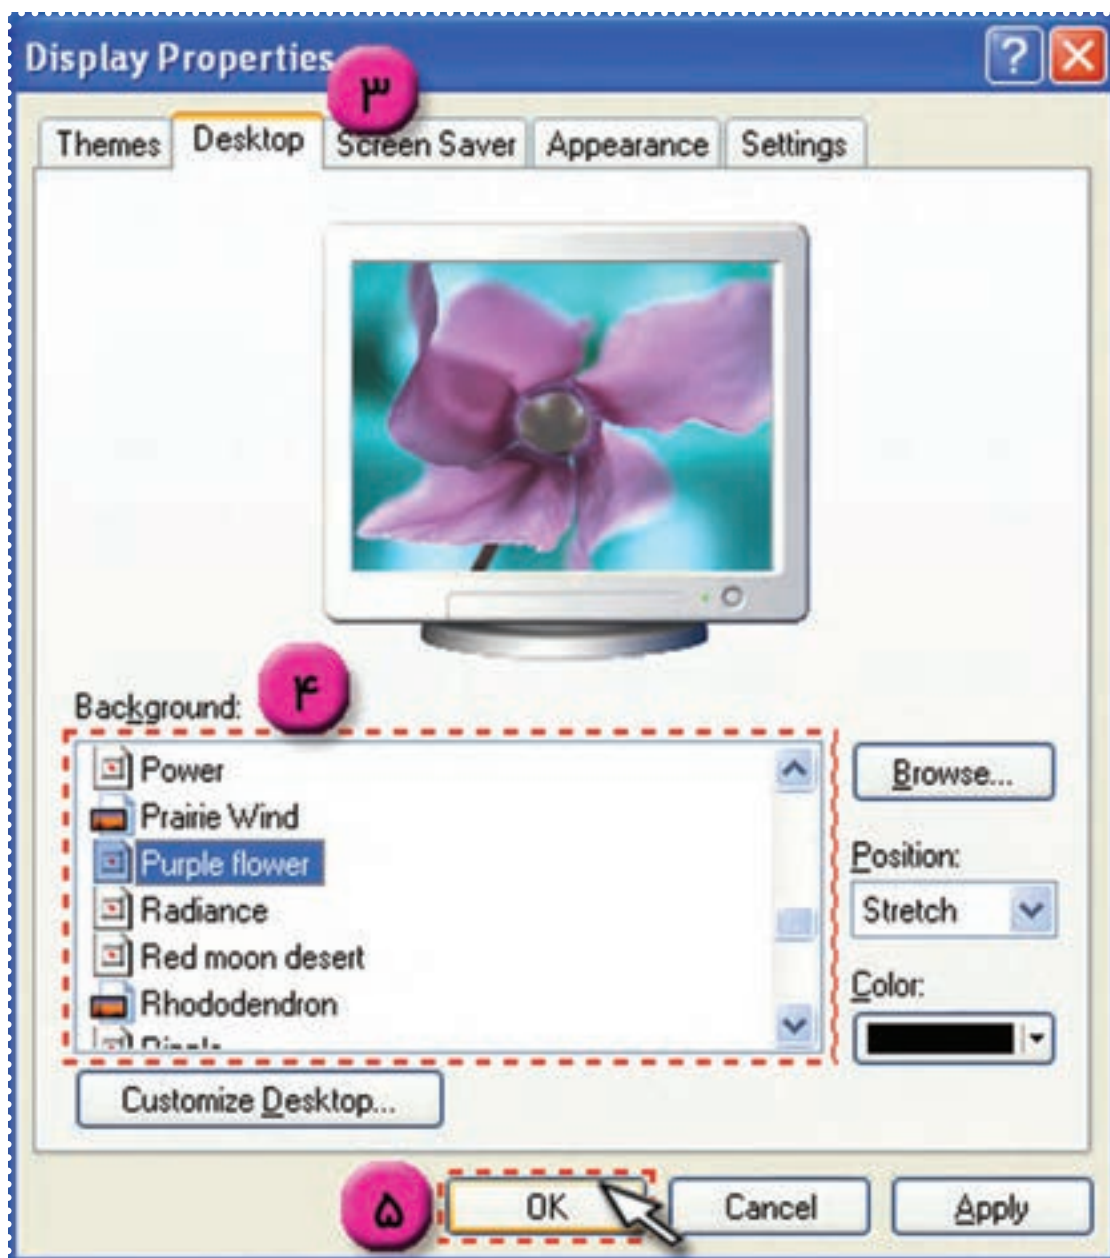 Display Properties
۳
Themes Desktop Screen Saver Appearance Settings
Background:
۴
Power
Prairie Wind
Purple flower
Radiance
Red moon desert
Rhododendron
Browse...
Position:
Stretch
Color:
Customize Desktop...
۵
OK Cancel Apply